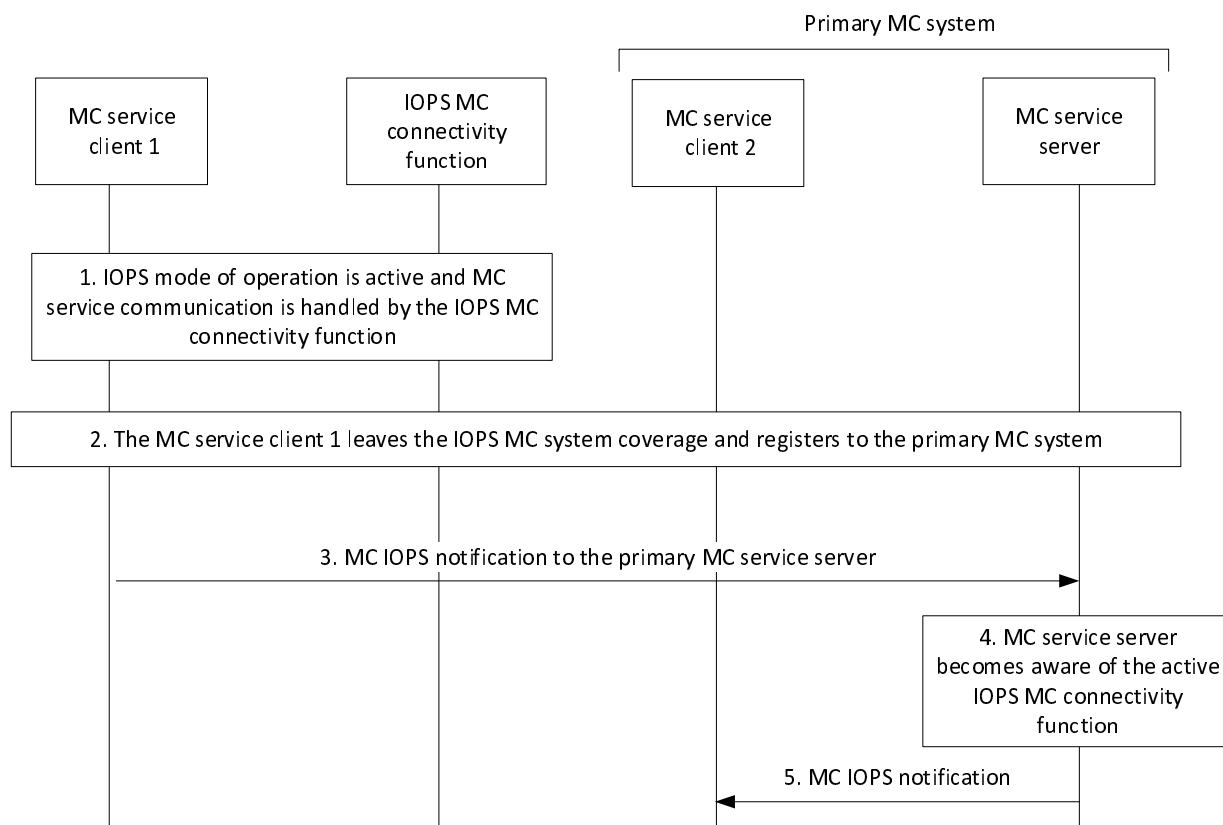 Primary MC system
MC service
client 1
IOPS MC
connectivity
function
MC service
client 2
MC service
server
1. IOPS mode of operation is active and MC
service communication is handled by the IOPS MC
connectivity function
2. The MC service client 1 leaves the IOPS MC system coverage and registers to the primary MC system
3. MC IOPS notification to the primary MC service server
4. MC service server
becomes aware of the active
IOPS MC connectivity
function
5. MC IOPS notification